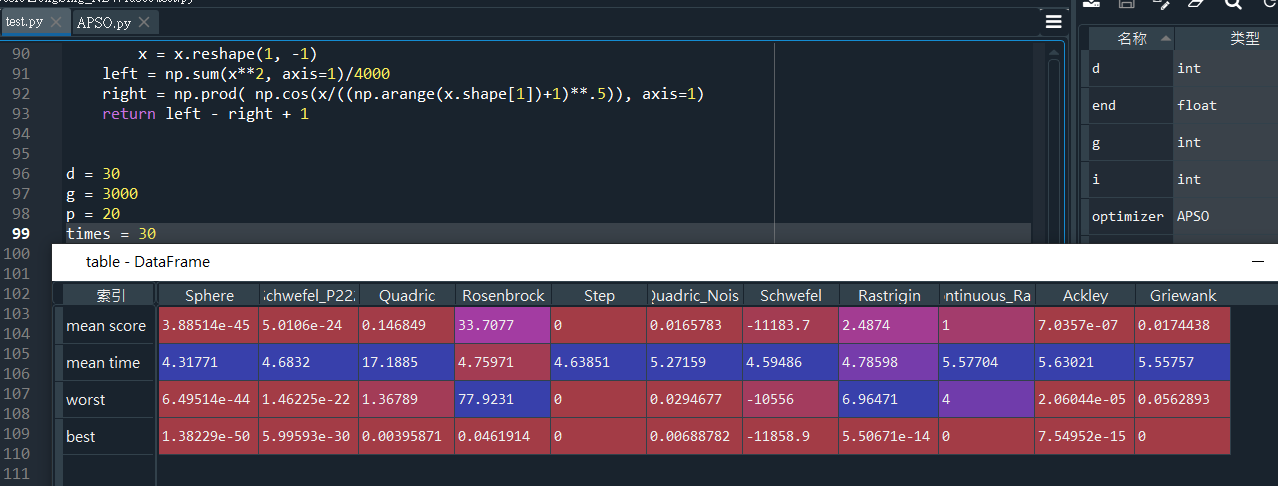 test.py
APSO.py
90 x = x.reshape(1, -1)
91 left = np.sum(x**2, axis=1)/4000
92 right = np.prod( np.cos(x/((np.arange(x.shape[1])+1)**.5)), axis=1)
93 return left - right + 1
94
95
96 d = 30
97 g = 3000
98 p = 20
99 times = 30
100
101
102
103
104
105
106
107
108
109
110
111
名称 类型
d int
end float
g int
i int
optimizer APSO
table - DataFrame
索引 Sphere chwefel_P22 Quadric Rosenbrock Step Quadric_Nois Schwefel Rastrigin ontinuous_Ra Ackley Griewank
mean score 3.88514e-45 5.0106e-24 0.146849 33.7077 0 0.0165783 -11183.7 2.4874 1 7.0357e-07 0.0174438
mean time 4.31771 4.6832 17.1885 4.75971 4.63851 5.27159 4.59486 4.78598 5.57704 5.63021 5.55757
worst 6.49514e-44 1.46225e-22 1.36789 77.9231 0 0.0294677 -10556 6.96471 4 2.06044e-05 0.0562893
best 1.38229e-50 5.99593e-30 0.00395871 0.0461914 0 0.00688782 -11858.9 5.50671e-14 0 7.54952e-15 0